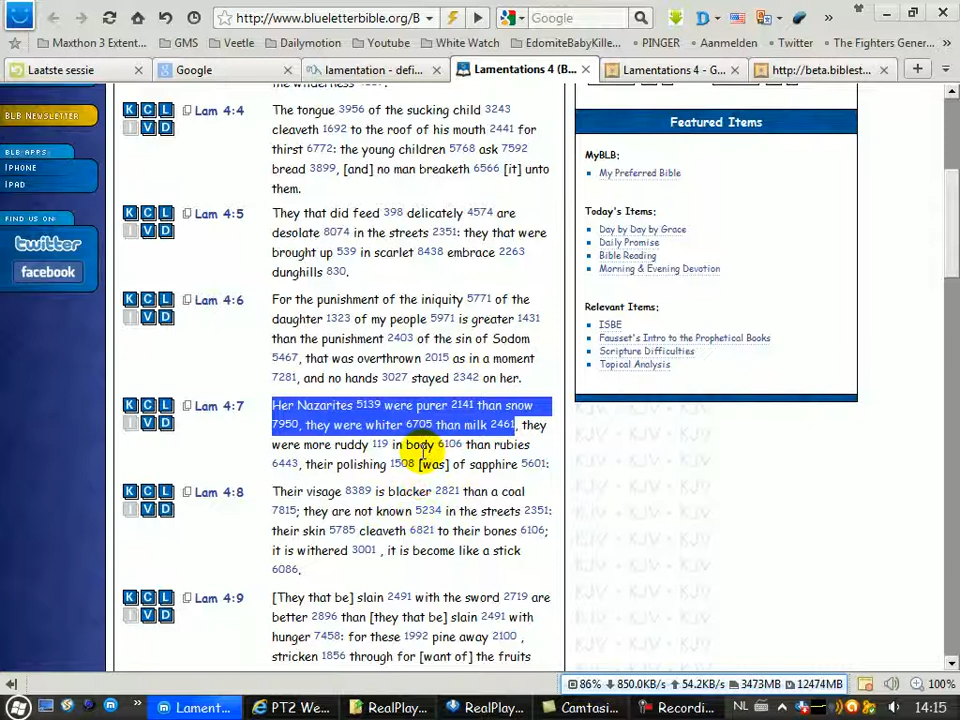 http://www.blueletterbible.org/B
Google
Maxthon 3 Extent...
GMS
Veetle
Dailymotion
Youtube
White Watch
EdomiteBabyKille...
PINGER
Aanmelden
Twitter
The Fighters Gener...
Laatste sessie
Google
lamentation - defi...
Lamentations 4 (B...
Lamentations 4 - G...
http://beta.biblest...
BLB NEWSLETTER
BLB APPS:
IPHONE
IPAD
FIND US ON:
twitter
facebook
the wilderness
K C L Lam 4:4
I V D
The tongue 3956 of the sucking child 3243
cleaveth 1692 to the roof of his mouth 2441 for
thirst 6772: the young children 5768 ask 7592
bread 3899, [and] no man breaketh 6566 [it] unto
them.
K C L Lam 4:5
I V D
They that did feed 398 delicately 4574 are
desolate 8074 in the streets 2351: they that were
brought up 539 in scarlet 8438 embrace 2263
dunghills 830.
K C L Lam 4:6
I V D
For the punishment of the iniquity 5771 of the
daughter 1323 of my people 5971 is greater 1431
than the punishment 2403 of the sin of Sodom
5467, that was overthrown 2015 as in a moment
7281, and no hands 3027 stayed 2342 on her.
K C L Lam 4:7
I V D
Her Nazarites 5139 were purer 2141 than snow
7950, they were whiter 6705 than milk 2461, they
were more ruddy 119 in body 6106 than rubies
6443, their polishing 1508 [was] of sapphire 5601:
K C L Lam 4:8
I V D
Their visage 8389 is blacker 2821 than a coal
7815; they are not known 5234 in the streets 2351:
their skin 5785 cleaveth 6821 to their bones 6106;
it is withered 3001 , it is become like a stick
6086.
K C L Lam 4:9
I V D
[They that be] slain 2491 with the sword 2719 are
better 2896 than [they that be] slain 2491 with
hunger 7458: for these 1992 pine away 2100 ,
stricken 1856 through for [want of] the fruits
Featured Items
MyBLB:
My Preferred Bible
Today's Items:
Day by Day by Grace
Daily Promise
Bible Reading
Morning & Evening Devotion
Relevant Items:
ISBE
Fausset's Intro to the Prophetical Books
Scripture Difficulties
Topical Analysis
86% 850.0KB/s 54.2KB/s 3473MB 12474MB
100%
Lament...
PT2 We...
RealPlay...
RealPlay...
Camtasi...
Recordi...
NL
14:15